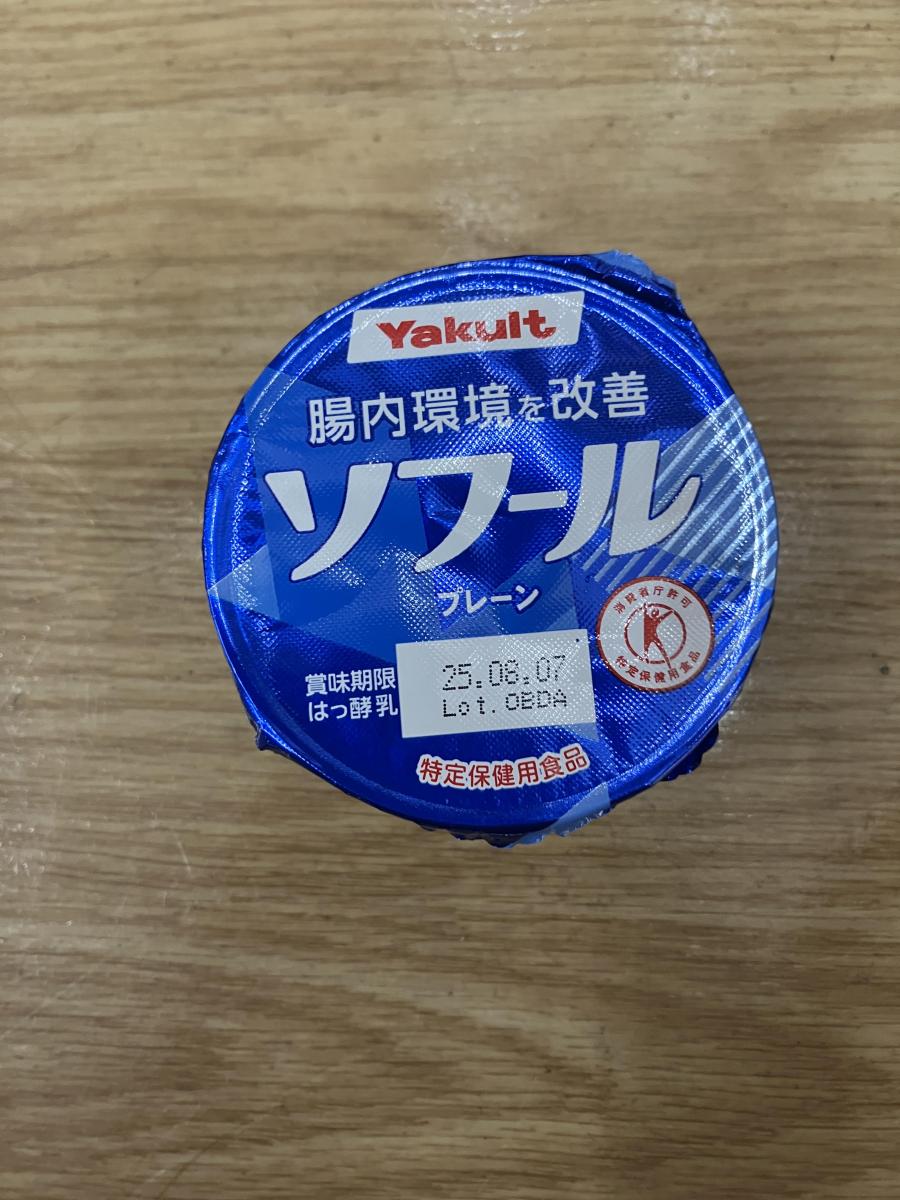 Yakult
腸内環境を改善
ソフール
プレーン
消費者庁許可
特定保健用食品
賞味期限
25.08.07
はっ酵乳
Lot.OBDA
特定保健用食品